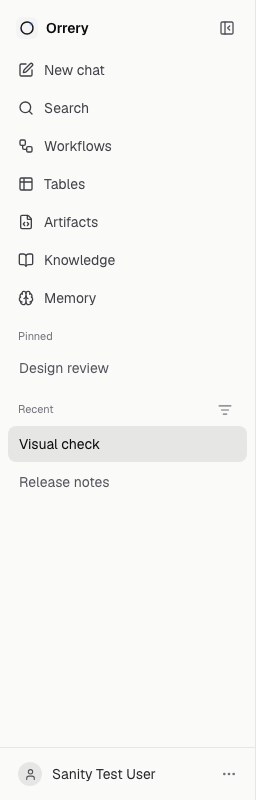 Orrery
New chat
Search
Workflows
Tables
Artifacts
Knowledge
Memory
Pinned
Design review
Recent
Visual check
Release notes
Sanity Test User